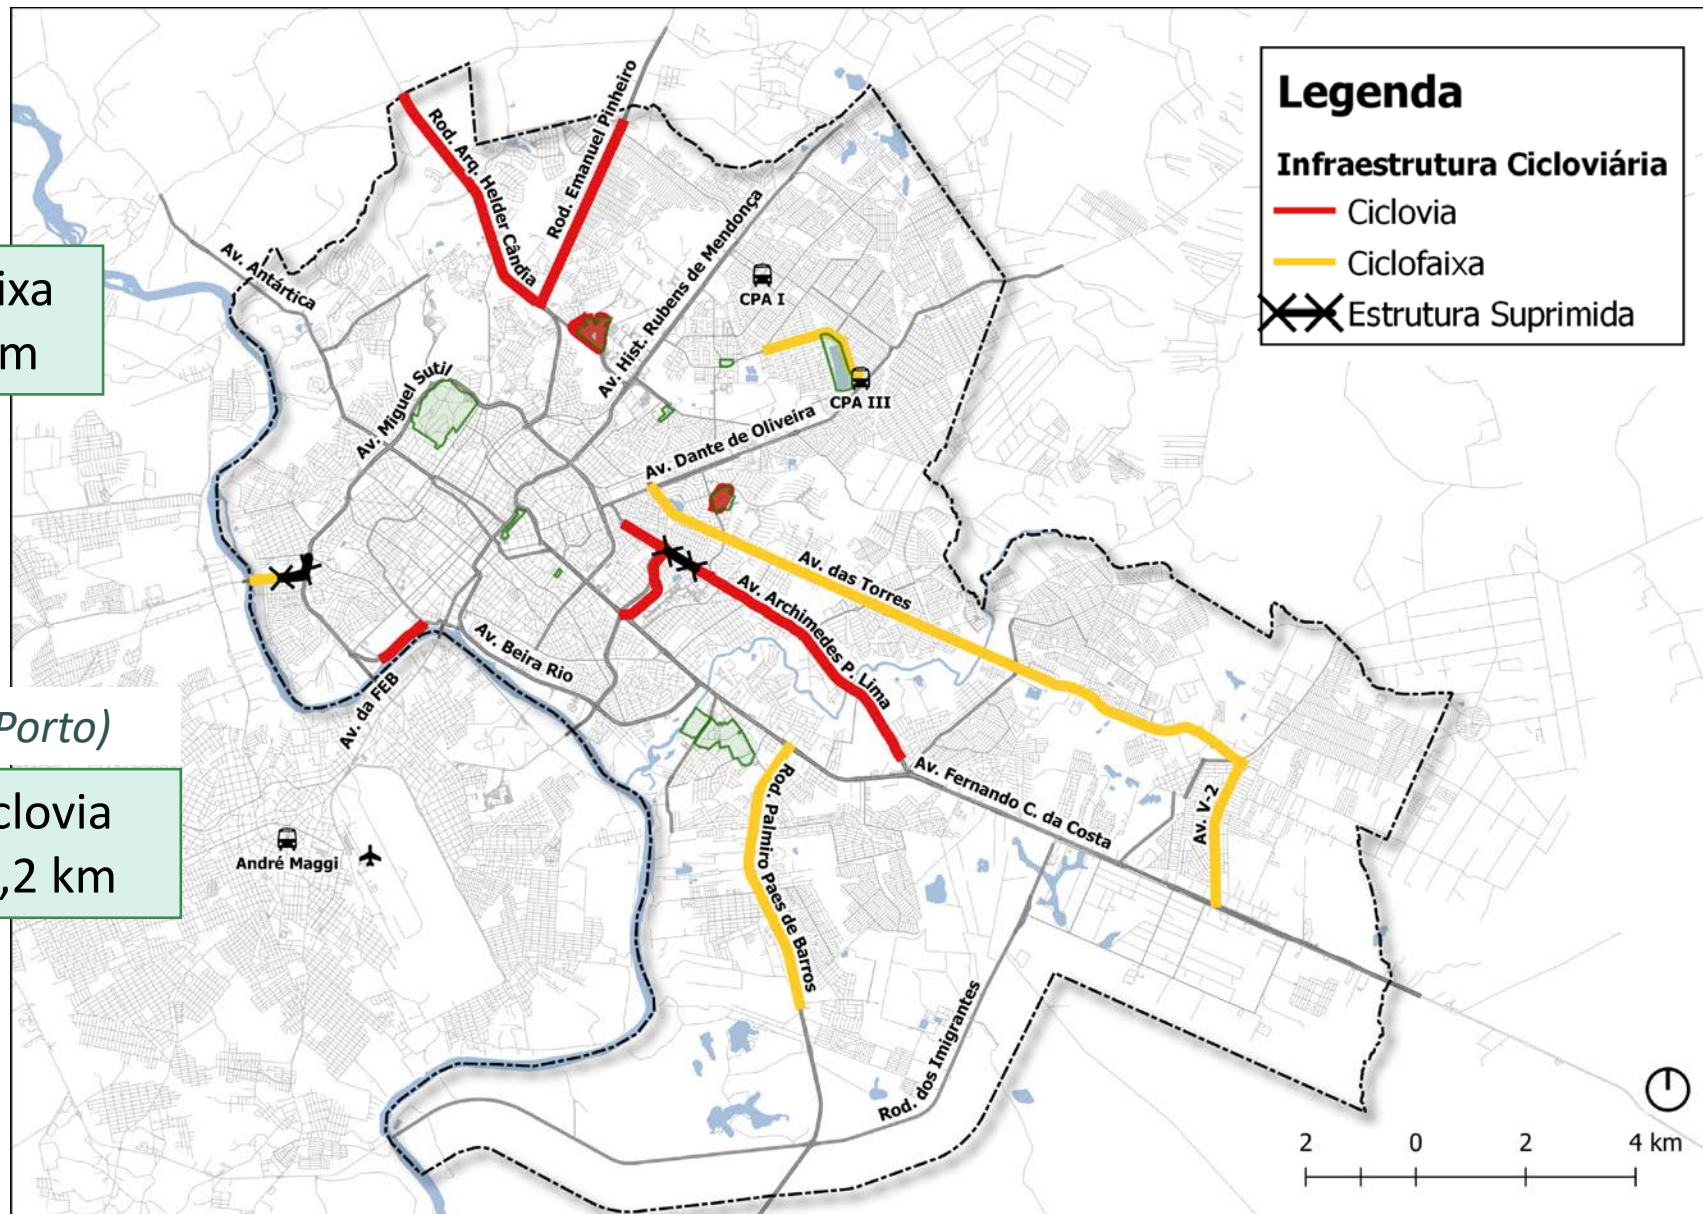 Legenda
Infraestrutura Cicloviária
Ciclovia
Ciclofaixa
Estrutura Suprimida
Rod. Arq. Helder Cândia
Rod. Emanuel Pinheiro
Av. Hist. Rubens de Mendonça
Av. Antártica
ixa
m
CPA I
Av. Miguel Sutil
CPA III
Av. Dante de Oliveira
Av. das Torres
Av. Archimedes P. Lima
Av. Beira Rio
Av. da FEB
Porto)
clovia
,2 km
André Maggi
Rod. Palmiro Paes de Barros
Av. Fernando C. da Costa
Av. V-2
Rod. dos Imigrantes
2 0 2 4 km